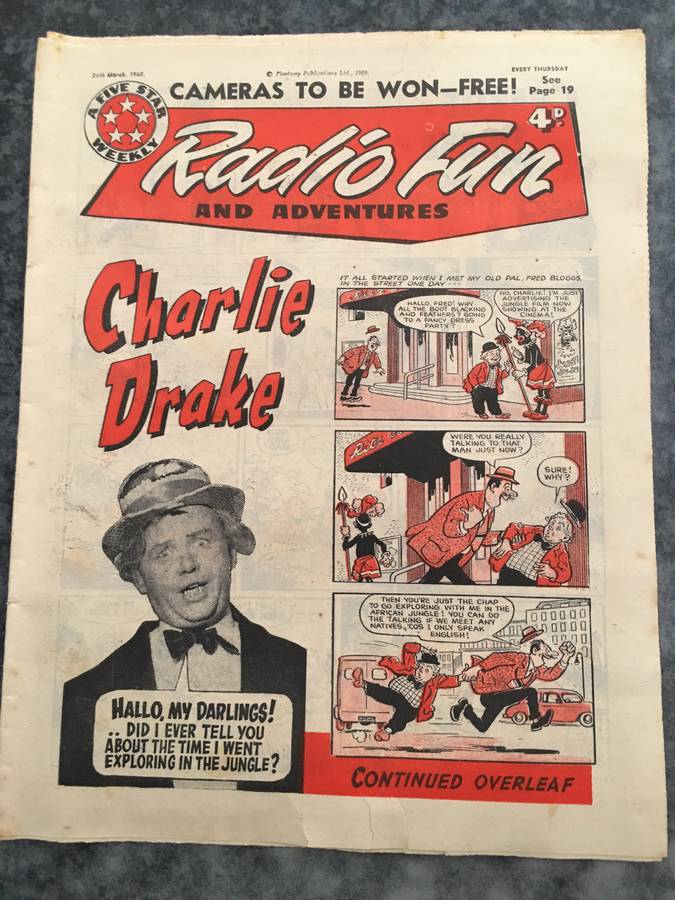 26th March, 1960.
© Fleetway Publications Ltd., 1960.
EVERY THURSDAY
CAMERAS TO BE WON—FREE!
See
Page 19
A FIVE STAR
WEEKLY
4D.
Radio Fun
AND ADVENTURES
Charlie
Drake
IT ALL STARTED WHEN I MET MY OLD PAL, FRED BLOGGS,
IN THE STREET ONE DAY ···
HALLO, FRED! WHY
ALL THE BOOT BLACKING
AND FEATHERS? GOING
TO A FANCY DRESS
PARTY?
NO, CHARLIE! I'M JUST
ADVERTISING THE
JUNGLE FILM NOW
SHOWING AT THE
CINEMA!
WERE YOU REALLY
TALKING TO THAT
MAN JUST NOW?
SURE!
WHY?
THEN YOU'RE JUST THE CHAP
TO GO EXPLORING WITH ME IN THE
AFRICAN JUNGLE! YOU CAN DO
THE TALKING IF WE MEET ANY
NATIVES, 'COS I ONLY SPEAK
ENGLISH!
HALLO, MY DARLINGS!
.. DID I EVER TELL YOU
ABOUT THE TIME I WENT
EXPLORING IN THE JUNGLE?
CONTINUED OVERLEAF